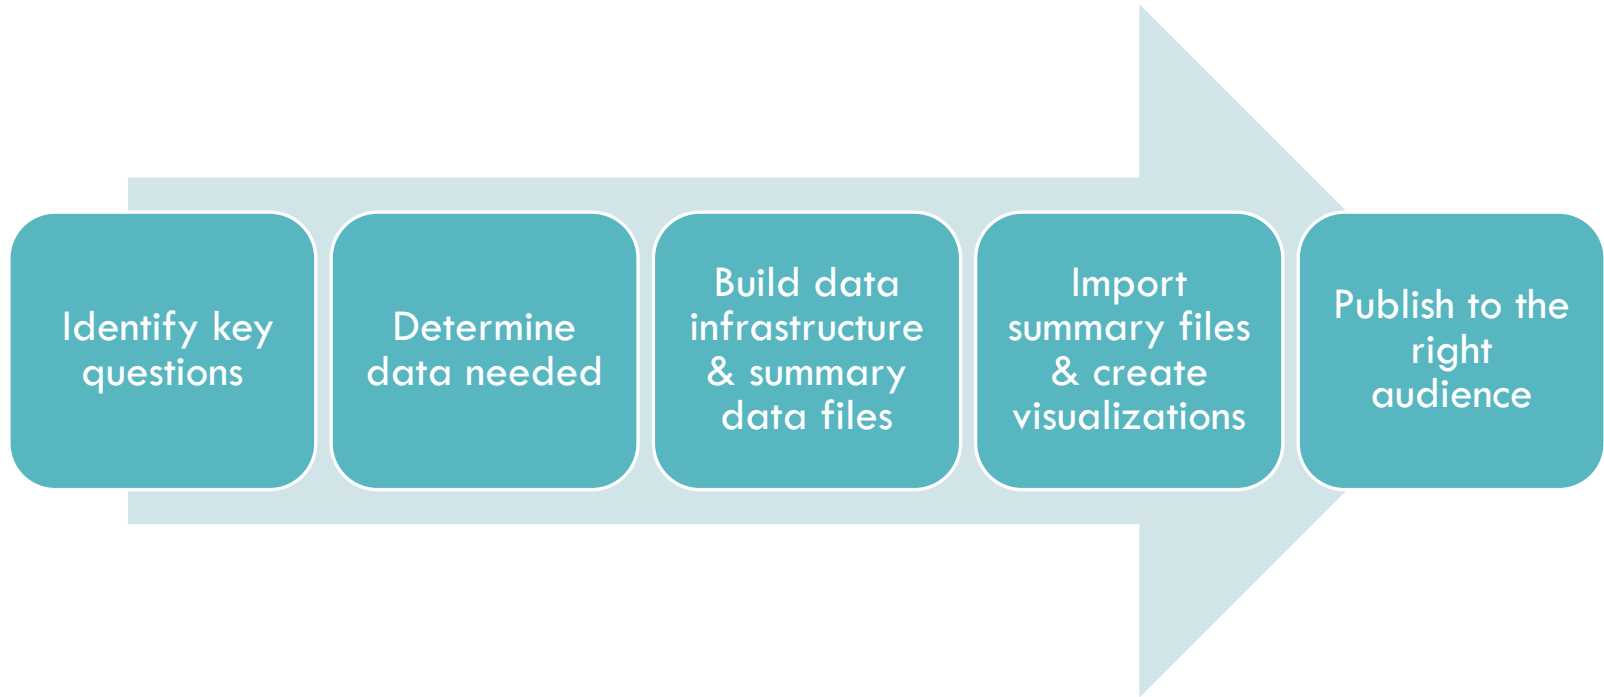 Identify key
questions
Determine
data needed
Build data
infrastructure
& summary
data files
Import
summary files
& create
visualizations
Publish to the
right
audience